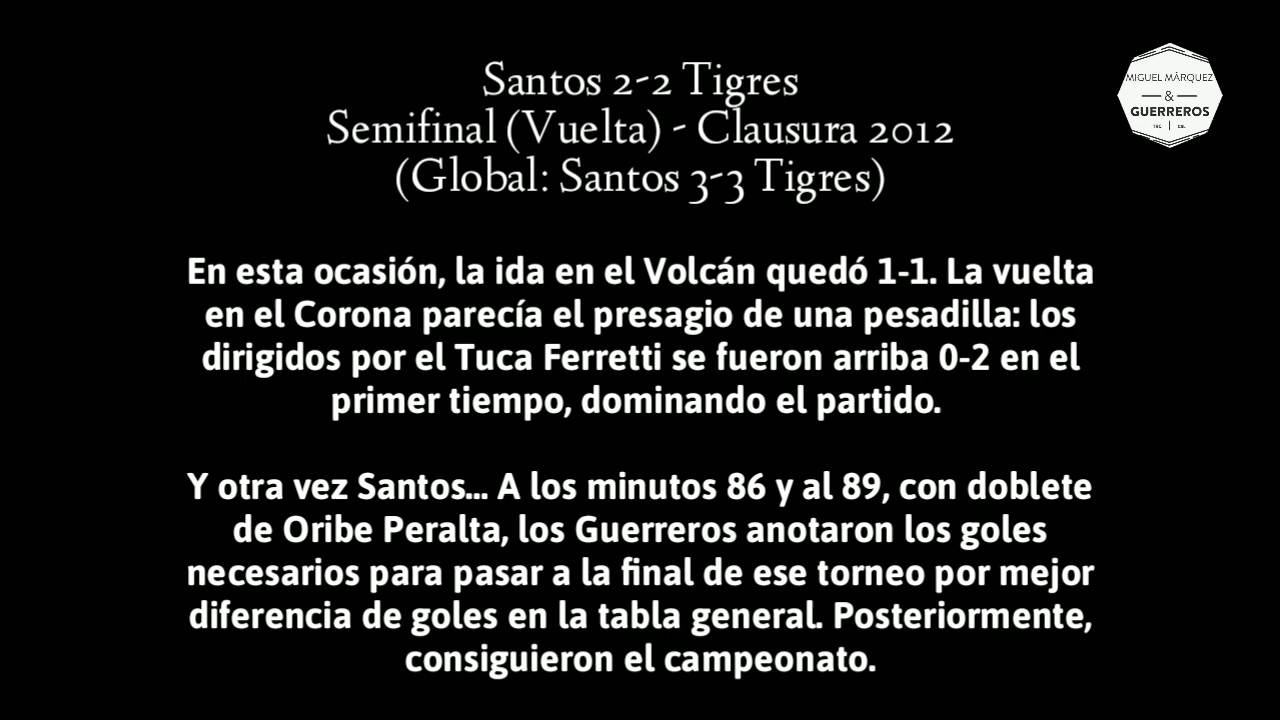 Santos 2-2 Tigres
Semifinal (Vuelta) - Clausura 2012
(Global: Santos 3-3 Tigres)
MIGUEL MÁRQUEZ
&
GUERREROS
TRC | CSL
En esta ocasión, la ida en el Volcán quedó 1-1. La vuelta
en el Corona parecía el presagio de una pesadilla: los
dirigidos por el Tuca Ferretti se fueron arriba 0-2 en el
primer tiempo, dominando el partido.
Y otra vez Santos... A los minutos 86 y al 89, con doblete
de Oribe Peralta, los Guerreros anotaron los goles
necesarios para pasar a la final de ese torneo por mejor
diferencia de goles en la tabla general. Posteriormente,
consiguieron el campeonato.